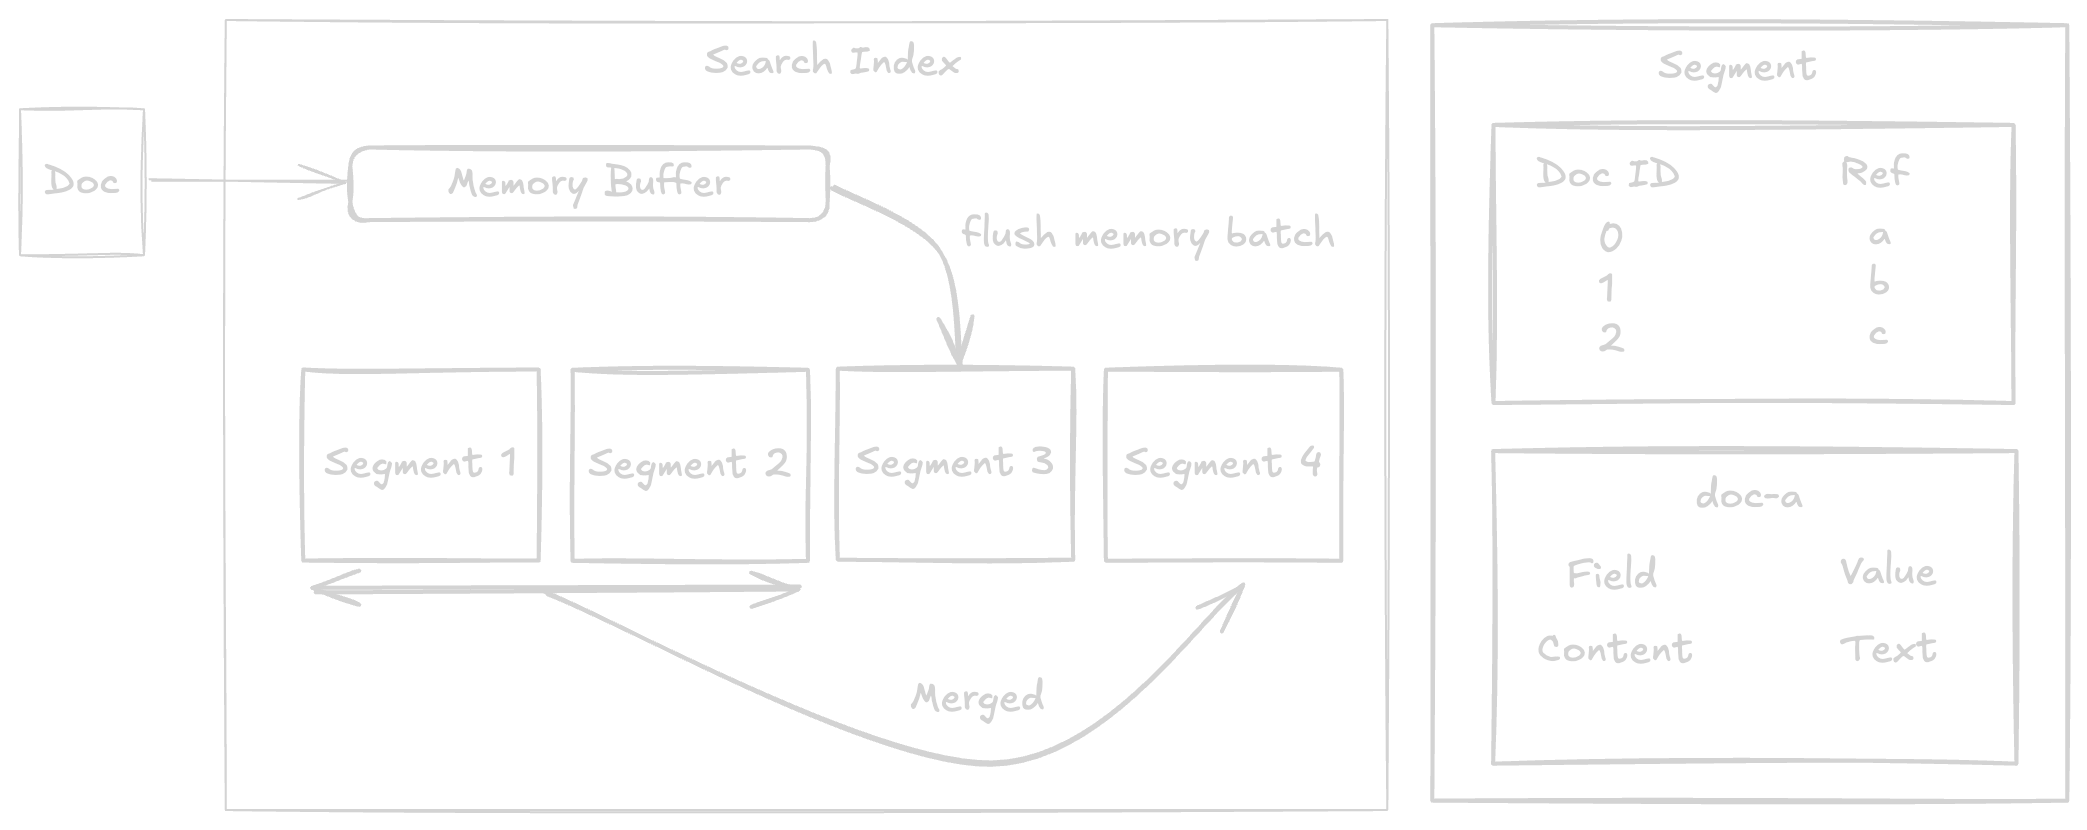 Search Index
Doc
Memory Buffer
flush memory batch
Segment 1
Segment 2
Segment 3
Segment 4
Merged
Segment
Doc ID Ref
0 a
1 b
2 c
doc-a
Field Value
Content Text